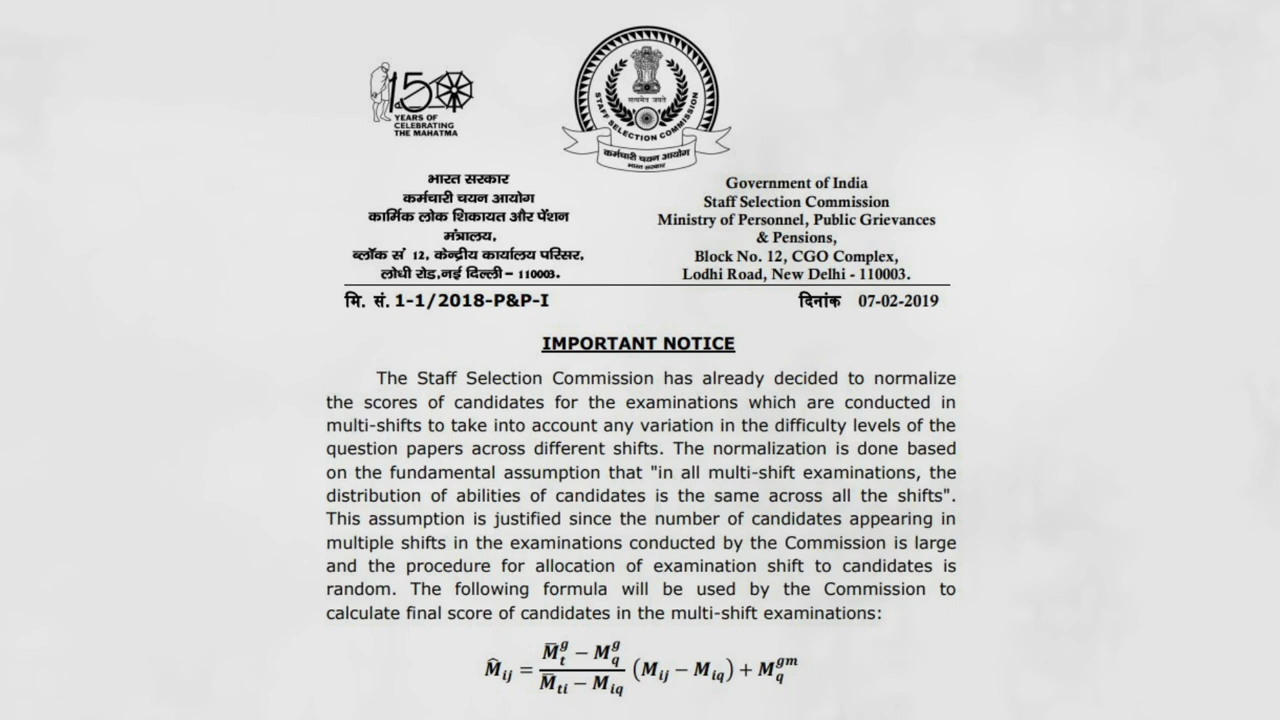 150
YEARS OF
CELEBRATING
THE MAHATMA
सत्यमेव जयते
STAFF SELECTION COMMISSION
कर्मचारी चयन आयोग
भारत सरकार
भारत सरकार
कर्मचारी चयन आयोग
कार्मिक लोक शिकायत और पेंशन
मंत्रालय,
ब्लॉक सं 12, केन्द्रीय कार्यालय परिसर,
लोधी रोड,नई दिल्ली – 110003.
Government of India
Staff Selection Commission
Ministry of Personnel, Public Grievances
& Pensions,
Block No. 12, CGO Complex,
Lodhi Road, New Delhi - 110003.
मि. सं. 1-1/2018-P&P-I दिनांक 07-02-2019
IMPORTANT NOTICE
The Staff Selection Commission has already decided to normalize
the scores of candidates for the examinations which are conducted in
multi-shifts to take into account any variation in the difficulty levels of the
question papers across different shifts. The normalization is done based
on the fundamental assumption that "in all multi-shift examinations, the
distribution of abilities of candidates is the same across all the shifts".
This assumption is justified since the number of candidates appearing in
multiple shifts in the examinations conducted by the Commission is large
and the procedure for allocation of examination shift to candidates is
random. The following formula will be used by the Commission to
calculate final score of candidates in the multi-shift examinations:
M̂ij = (M̄tg − Mqg) / (M̄ti − Miq) (Mij − Miq) + Mqgm